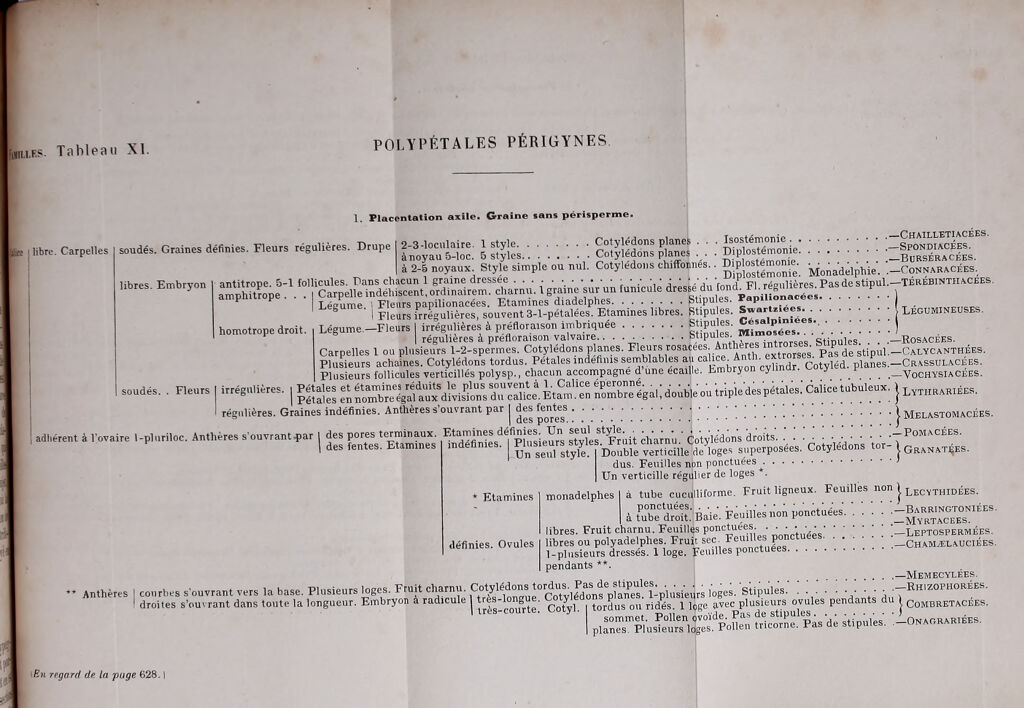 FAMILLES. Tableau XI.
POLYPÉTALES PÉRIGYNES.
1. Placentation axile. Graine sans périsperme.
Calice libre. Carpelles soudés. Graines définies. Fleurs régulières. Drupe 2-3-loculaire. 1 style. . . . . . . . Cotylédons planes . . . Isostémonie . . . . . . . . . . —CHAILLETIACÉES.
à noyau 5-loc. 5 styles. . . . . . . . Cotylédons planes . . . Diplostémonie. . . . . . . . . —SPONDIACÉES.
à 2-5 noyaux. Style simple ou nul. Cotylédons chiffonnés. . Diplostémonie. . . . . . . . . —BURSÉRACÉES.
libres. Embryon antitrope. 5-1 follicules. Dans chacun 1 graine dressée . . . . . . . . . . Diplostémonie. Monadelphie. . —CONNARACÉES.
amphitrope . . . Carpelle indéhiscent, ordinairem. charnu. 1 graine sur un funicule dressé du fond. Fl. régulières. Pas de stipul. —TÉRÉBINTHACÉES.
Légume. Fleurs papilionacées. Etamines diadelphes. . . . . . . . Stipules. Papilionacées.
Fleurs irrégulières, souvent 3-1-pétalées. Etamines libres. Stipules. Swartziées.
LÉGUMINEUSES.
homotrope droit. Légume.—Fleurs irrégulières à préfloraison imbriquée . . . . . . . Stipules. Césalpiniées.
régulières à préfloraison valvaire. . . . . . . . Stipules. Mimosées.
Carpelles 1 ou plusieurs 1-2-spermes. Cotylédons planes. Fleurs rosacées. Anthères introrses. Stipules. . . . —ROSACÉES.
Plusieurs achaines. Cotylédons tordus. Pétales indéfinis semblables au calice. Anth. extrorses. Pas de stipul. —CALYCANTHÉES.
Plusieurs follicules verticillés polysp., chacun accompagné d'une écaille. Embryon cylindr. Cotyléd. planes. —CRASSULACÉES.
soudés. . Fleurs irrégulières. Pétales et étamines réduits le plus souvent à 1. Calice éperonné. . . . . . . . . . —VOCHYSIACÉES.
Pétales en nombre égal aux divisions du calice. Etam. en nombre égal, double ou triple des pétales. Calice tubuleux.
LYTHRARIÉES.
régulières. Graines indéfinies. Anthères s'ouvrant par des fentes . . . . . . . . . .
des pores. . . . . . . . . . .
MÉLASTOMACÉES.
adhérent à l'ovaire 1-pluriloc. Anthères s'ouvrant par des pores terminaux. Etamines définies. Un seul style. . . . . . . . . .
des fentes. Etamines indéfinies. Plusieurs styles. Fruit charnu. Cotylédons droits. . . . . . . . . . —POMACÉES.
Un seul style. Double verticille de loges superposées. Cotylédons tor-
dus. Feuilles non ponctuées . . . . . . . . . .
GRANATÉES.
Un verticille régulier de loges *.
* Etamines monadelphes à tube cuculliforme. Fruit ligneux. Feuilles non
ponctuées. . . . . . . . . .
LECYTHIDÉES.
à tube droit. Baie. Feuilles non ponctuées. . . . . . —BARRINGTONIÉES.
libres. Fruit charnu. Feuilles ponctuées. . . . . . . . . . —MYRTACÉES.
définies. Ovules libres ou polyadelphes. Fruit sec. Feuilles ponctuées. . . . . . . —LEPTOSPERMÉES.
1-plusieurs dressés. 1 loge. Feuilles ponctuées. . . . . . . . . . —CHAMÆLAUCIÉES.
pendants **.
** Anthères courbes s'ouvrant vers la base. Plusieurs loges. Fruit charnu. Cotylédons tordus. Pas de stipules. . . . . . . . . . —MEMECYLÉES.
droites s'ouvrant dans toute la longueur. Embryon à radicule très-longue. Cotylédons planes. 1-plusieurs loges. Stipules. . . . . . . —RHIZOPHORÉES.
très-courte. Cotyl. tordus ou ridés. 1 loge avec plusieurs ovules pendants du
sommet. Pollen ovoïde. Pas de stipules . . . . . .
COMBRETACÉES.
planes. Plusieurs loges. Pollen tricorne. Pas de stipules. . —ONAGRARIÉES.
(En regard de la page 628.)